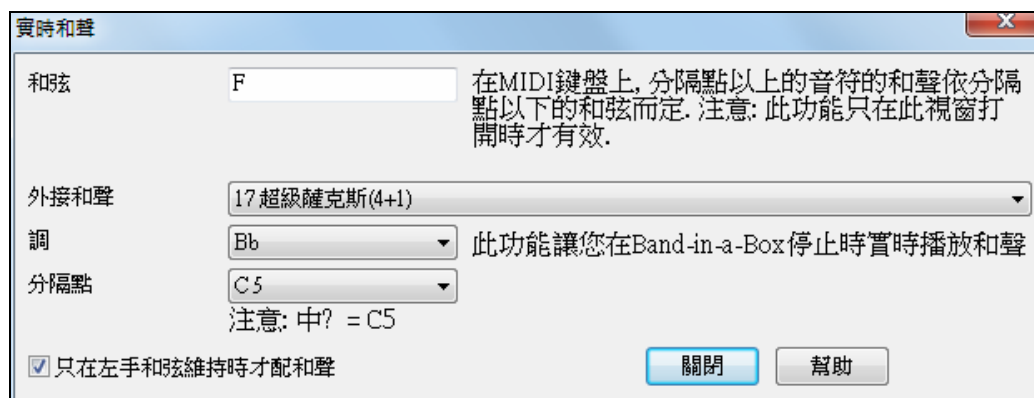 實時和聲
和弦
F
在MIDI鍵盤上, 分隔點以上的音符的和聲依分隔
點以下的和弦而定. 注意: 此功能只在此視窗打
開時才有效.
外接和聲
17 超級薩克斯(4+1)
調
Bb
此功能讓您在Band-in-a-Box停止時實時播放和聲
分隔點
C5
注意: 中? = C5
只在左手和弦維持時才配和聲
關閉
幫助